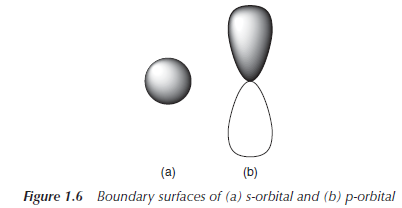 (a) (b)
Figure 1.6 Boundary surfaces of (a) s-orbital and (b) p-orbital